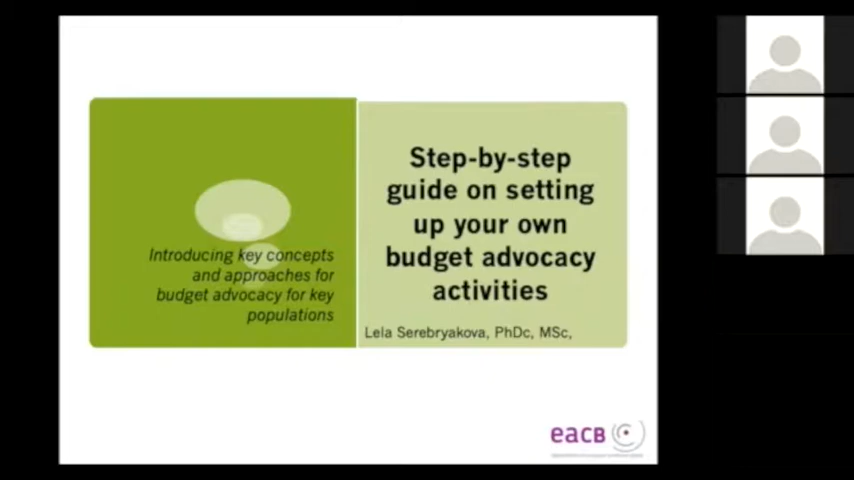 Introducing key concepts
and approaches for
budget advocacy for key
populations
Step-by-step
guide on setting
up your own
budget advocacy
activities
Lela Serebryakova, PhDc, MSc,
eacB